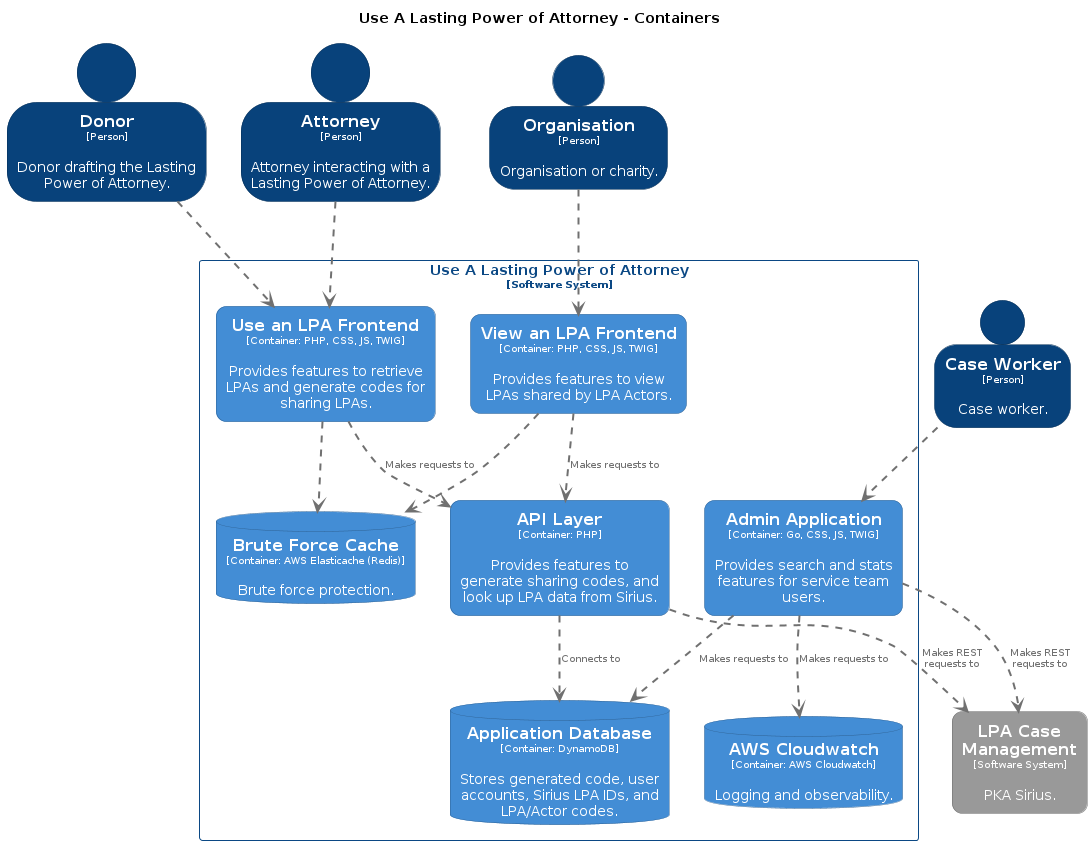 Use A Lasting Power of Attorney - Containers
Donor
[Person]
Donor drafting the Lasting
Power of Attorney.
Attorney
[Person]
Attorney interacting with a
Lasting Power of Attorney.
Organisation
[Person]
Organisation or charity.
Use A Lasting Power of Attorney
[Software System]
Use an LPA Frontend
[Container: PHP, CSS, JS, TWIG]
Provides features to retrieve
LPAs and generate codes for
sharing LPAs.
View an LPA Frontend
[Container: PHP, CSS, JS, TWIG]
Provides features to view
LPAs shared by LPA Actors.
Case Worker
[Person]
Case worker.
Makes requests to
Makes requests to
Brute Force Cache
[Container: AWS Elasticache (Redis)]
Brute force protection.
API Layer
[Container: PHP]
Provides features to
generate sharing codes, and
look up LPA data from Sirius.
Admin Application
[Container: Go, CSS, JS, TWIG]
Provides search and stats
features for service team
users.
Connects to
Makes requests to
Makes requests to
Makes REST
requests to
Makes REST
requests to
Application Database
[Container: DynamoDB]
Stores generated code, user
accounts, Sirius LPA IDs, and
LPA/Actor codes.
AWS Cloudwatch
[Container: AWS Cloudwatch]
Logging and observability.
LPA Case
Management
[Software System]
PKA Sirius.